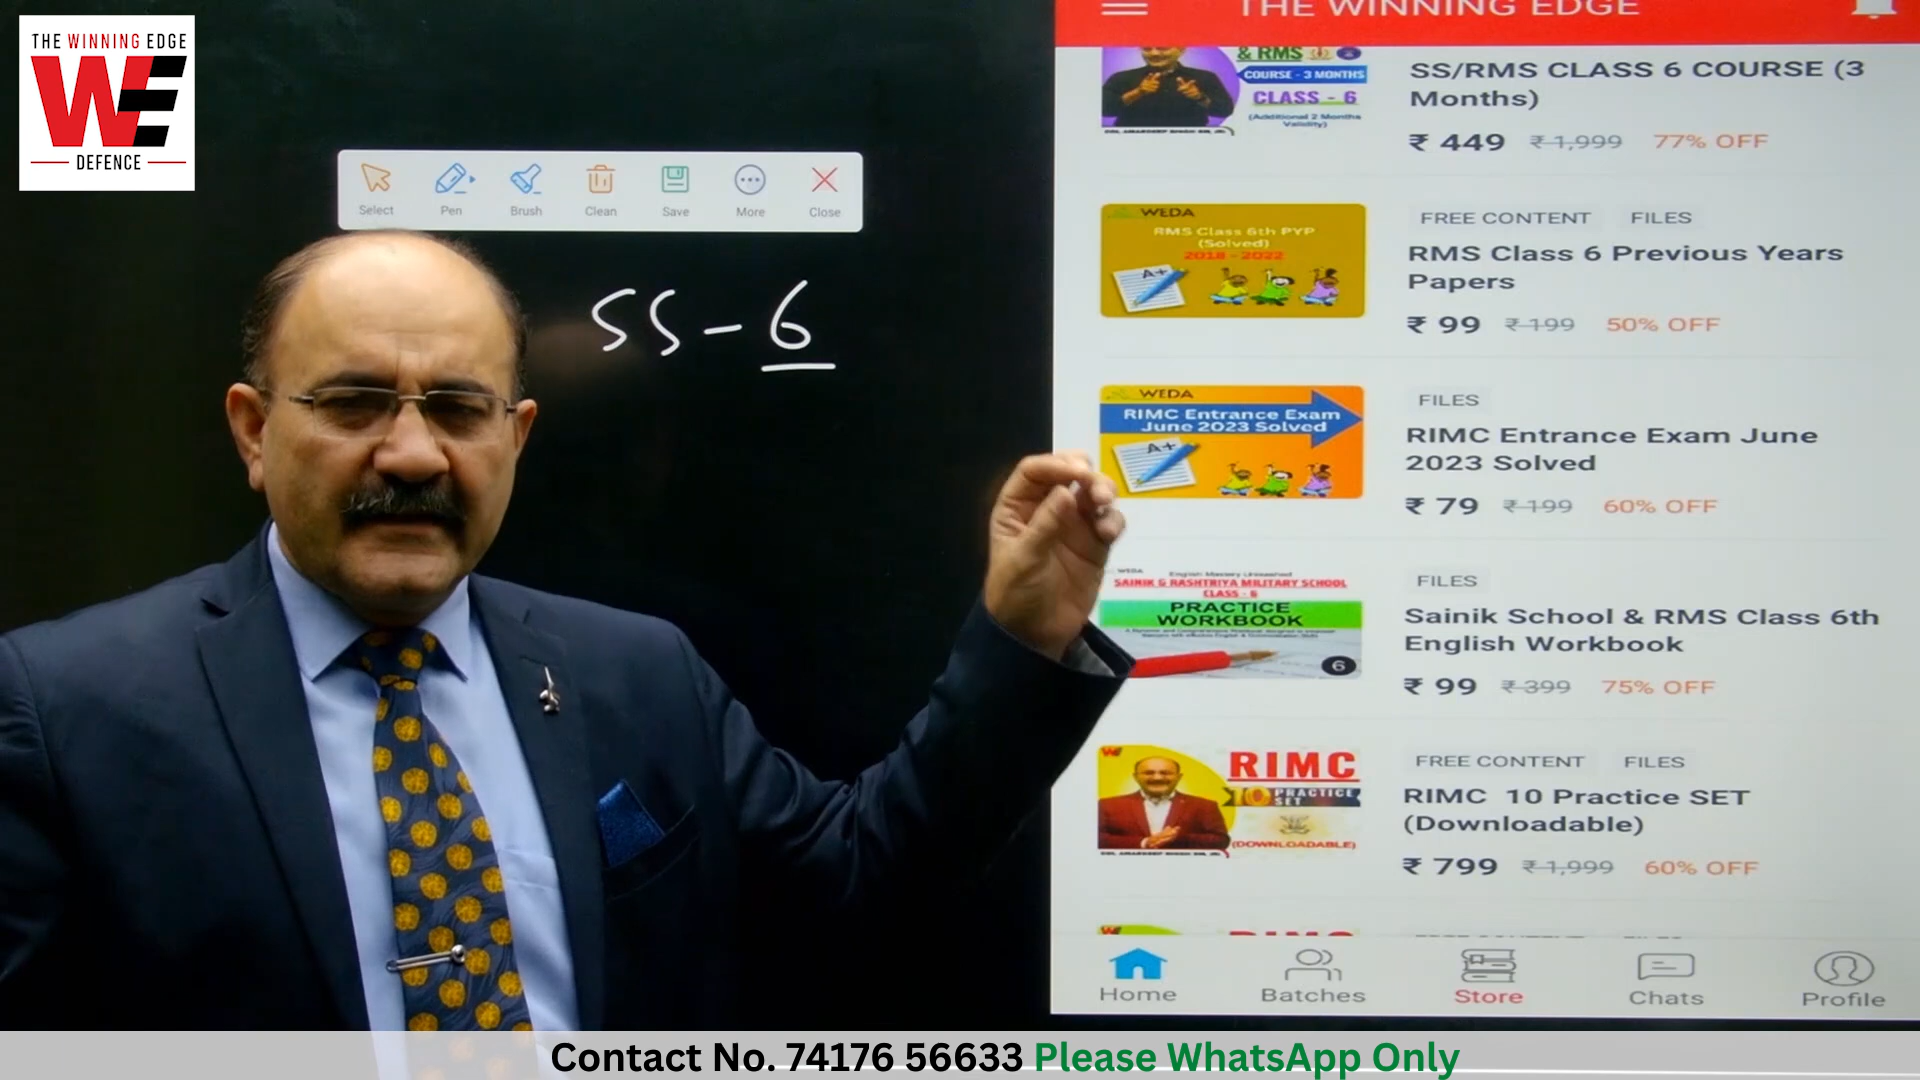 THE WINNING EDGE
WE
DEFENCE
Select
Pen
Brush
Clean
Save
More
Close
SS-6
THE WINNING EDGE
& RMS
COURSE - 3 MONTHS
CLASS - 6
(Additional 2 Months
Validity)
SS/RMS CLASS 6 COURSE (3
Months)
₹ 449 ₹ 1,999 77% OFF
WEDA
RMS Class 6th PYP
(Solved)
2018 - 2022
A+
FREE CONTENT FILES
RMS Class 6 Previous Years
Papers
₹ 99 ₹ 199 50% OFF
WEDA
RIMC Entrance Exam
June 2023 Solved
A+
FILES
RIMC Entrance Exam June
2023 Solved
₹ 79 ₹ 199 60% OFF
WEDA
SAINIK & RASHTRIYA MILITARY SCHOOL
CLASS - 6
PRACTICE
WORKBOOK
6
FILES
Sainik School & RMS Class 6th
English Workbook
₹ 99 ₹ 399 75% OFF
WE
RIMC
10 PRACTICE
SET
(DOWNLOADABLE)
FREE CONTENT FILES
RIMC 10 Practice SET
(Downloadable)
₹ 799 ₹ 1,999 60% OFF
Home
Batches
Store
Chats
Profile
Contact No. 74176 56633 Please WhatsApp Only